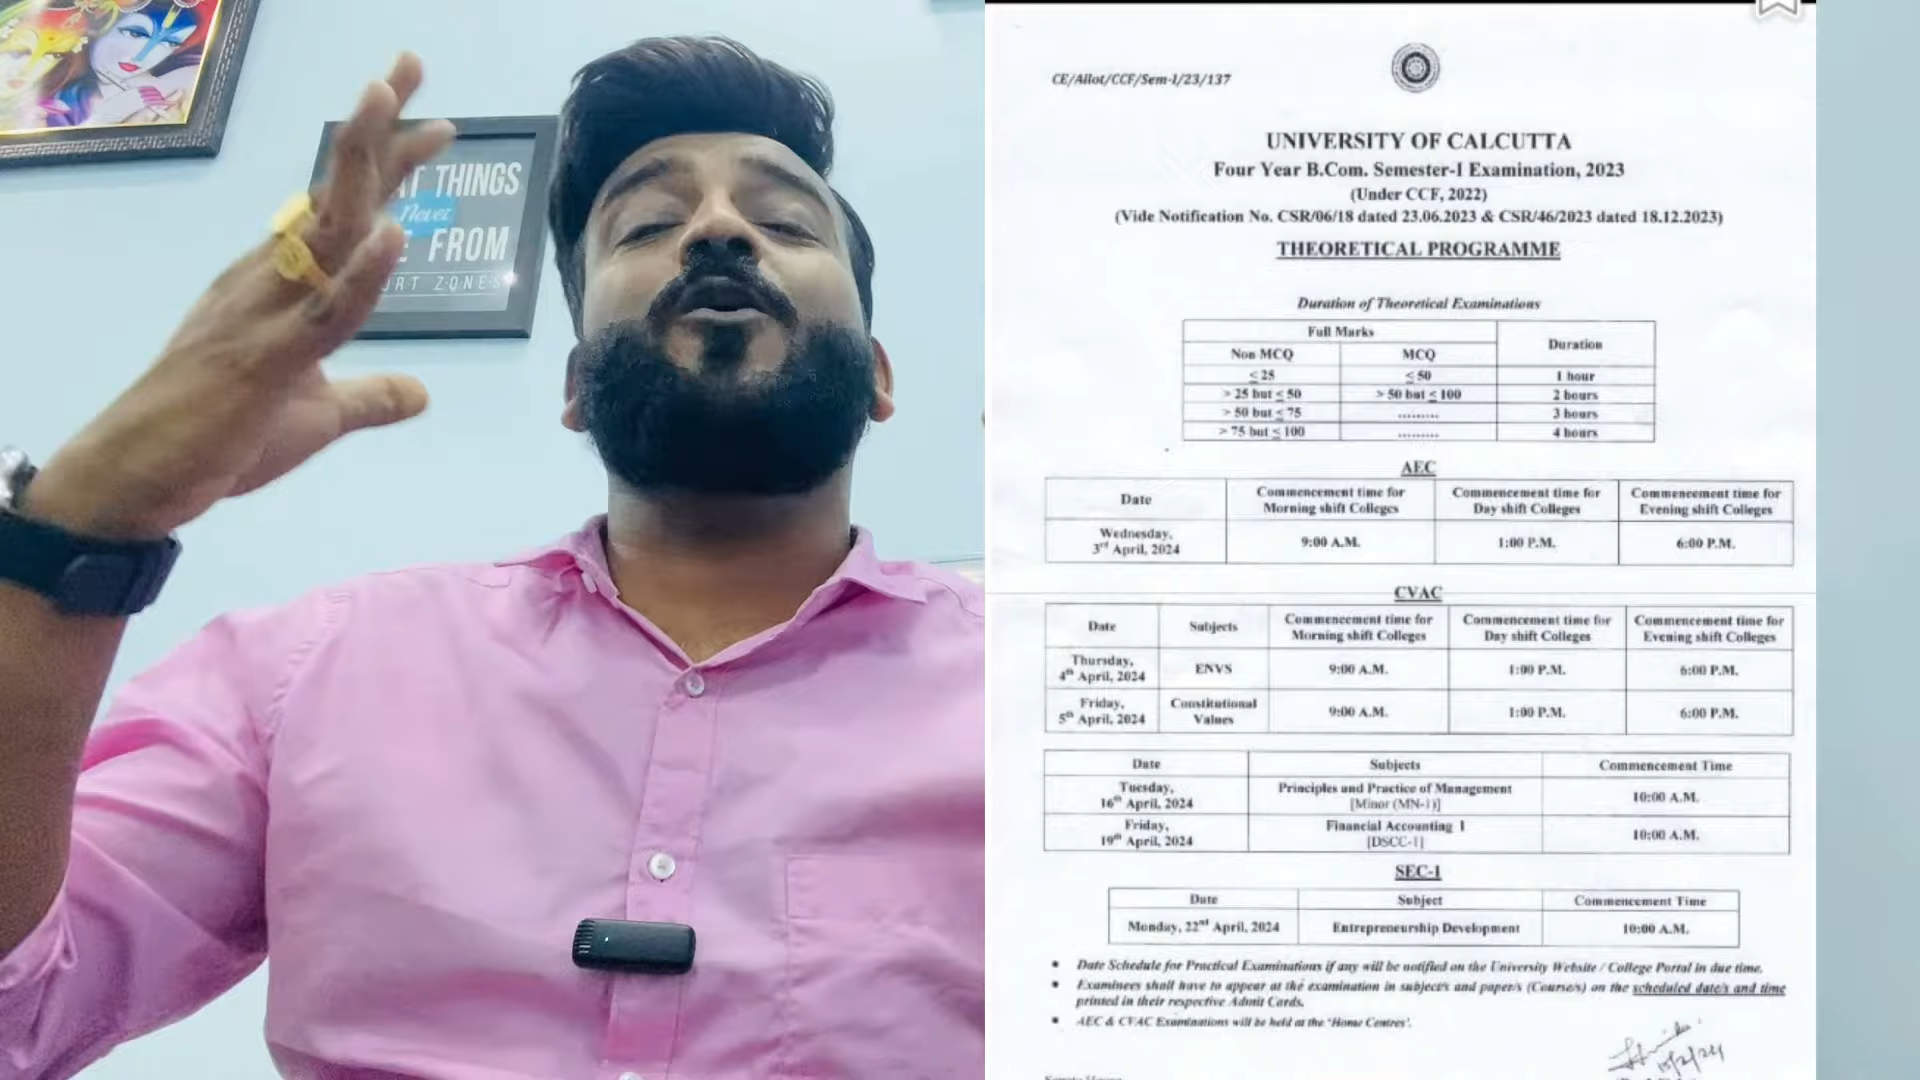 AT THINGS
Never
E FROM
ORT ZONES
CE/Allot/CCF/Sem-I/23/137
UNIVERSITY OF CALCUTTA
Four Year B.Com. Semester-I Examination, 2023
(Under CCF, 2022)
(Vide Notification No. CSR/06/18 dated 23.06.2023 & CSR/46/2023 dated 18.12.2023)
THEORETICAL PROGRAMME
Duration of Theoretical Examinations
Full Marks
Duration
Non MCQ MCQ
≤ 25 ≤ 50 1 hour
> 25 but ≤ 50 > 50 but ≤ 100 2 hours
> 50 but ≤ 75 ......... 3 hours
> 75 but ≤ 100 ......... 4 hours
AEC
Date Commencement time for Morning shift Colleges Commencement time for Day shift Colleges Commencement time for Evening shift Colleges
Wednesday, 3rd April, 2024 9:00 A.M. 1:00 P.M. 6:00 P.M.
CVAC
Date Subjects Commencement time for Morning shift Colleges Commencement time for Day shift Colleges Commencement time for Evening shift Colleges
Thursday, 4th April, 2024 ENVS 9:00 A.M. 1:00 P.M. 6:00 P.M.
Friday, 5th April, 2024 Constitutional Values 9:00 A.M. 1:00 P.M. 6:00 P.M.
Date Subjects Commencement Time
Tuesday, 16th April, 2024 Principles and Practice of Management [Minor (MN-1)] 10:00 A.M.
Friday, 19th April, 2024 Financial Accounting I [DSCC-1] 10:00 A.M.
SEC-1
Date Subject Commencement Time
Monday, 22nd April, 2024 Entrepreneurship Development 10:00 A.M.
• Date Schedule for Practical Examinations if any will be notified on the University Website / College Portal in due time.
• Examinees shall have to appear at the examination in subject/s and paper/s (Course/s) on the scheduled date/s and time
printed in their respective Admit Cards.
• AEC & CVAC Examinations will be held at the 'Home Centres'.